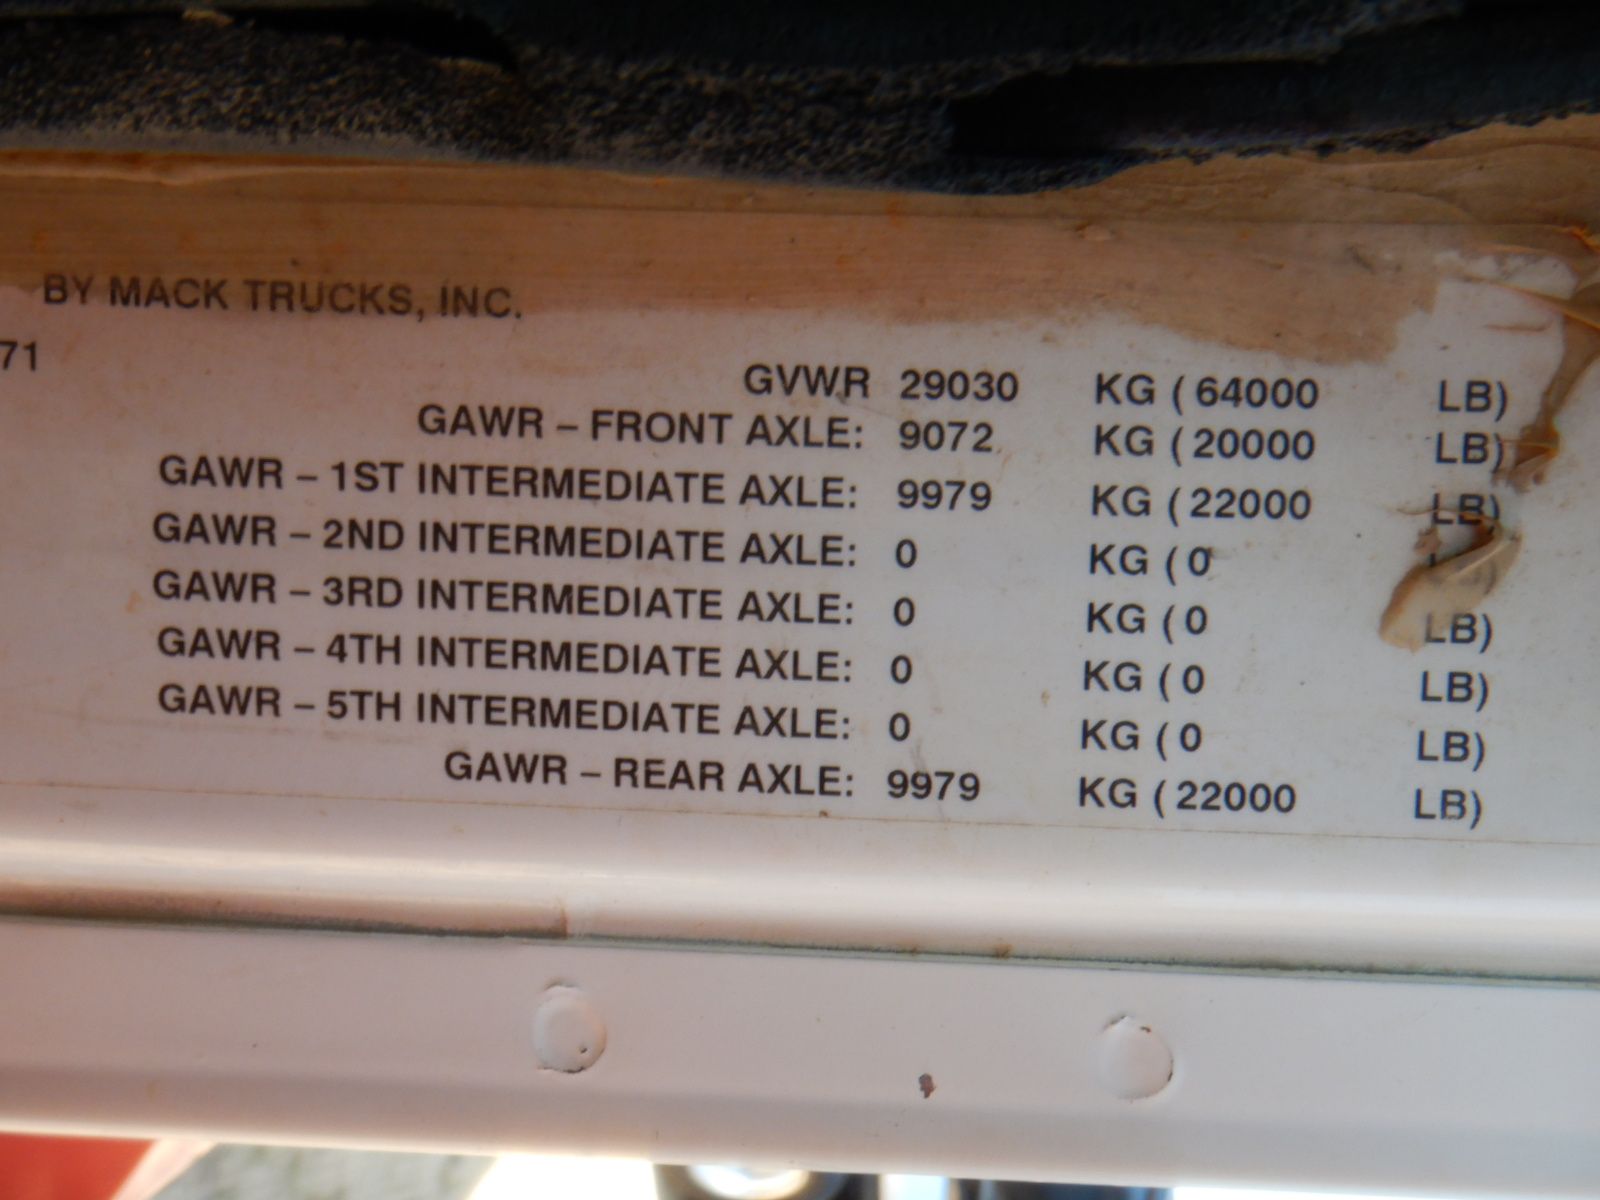 BY MACK TRUCKS, INC.
71
GVWR 29030 KG ( 64000 LB)
GAWR – FRONT AXLE: 9072 KG ( 20000 LB)
GAWR – 1ST INTERMEDIATE AXLE: 9979 KG ( 22000 LB)
GAWR – 2ND INTERMEDIATE AXLE: 0 KG ( 0 LB)
GAWR – 3RD INTERMEDIATE AXLE: 0 KG ( 0 LB)
GAWR – 4TH INTERMEDIATE AXLE: 0 KG ( 0 LB)
GAWR – 5TH INTERMEDIATE AXLE: 0 KG ( 0 LB)
GAWR – REAR AXLE: 9979 KG ( 22000 LB)